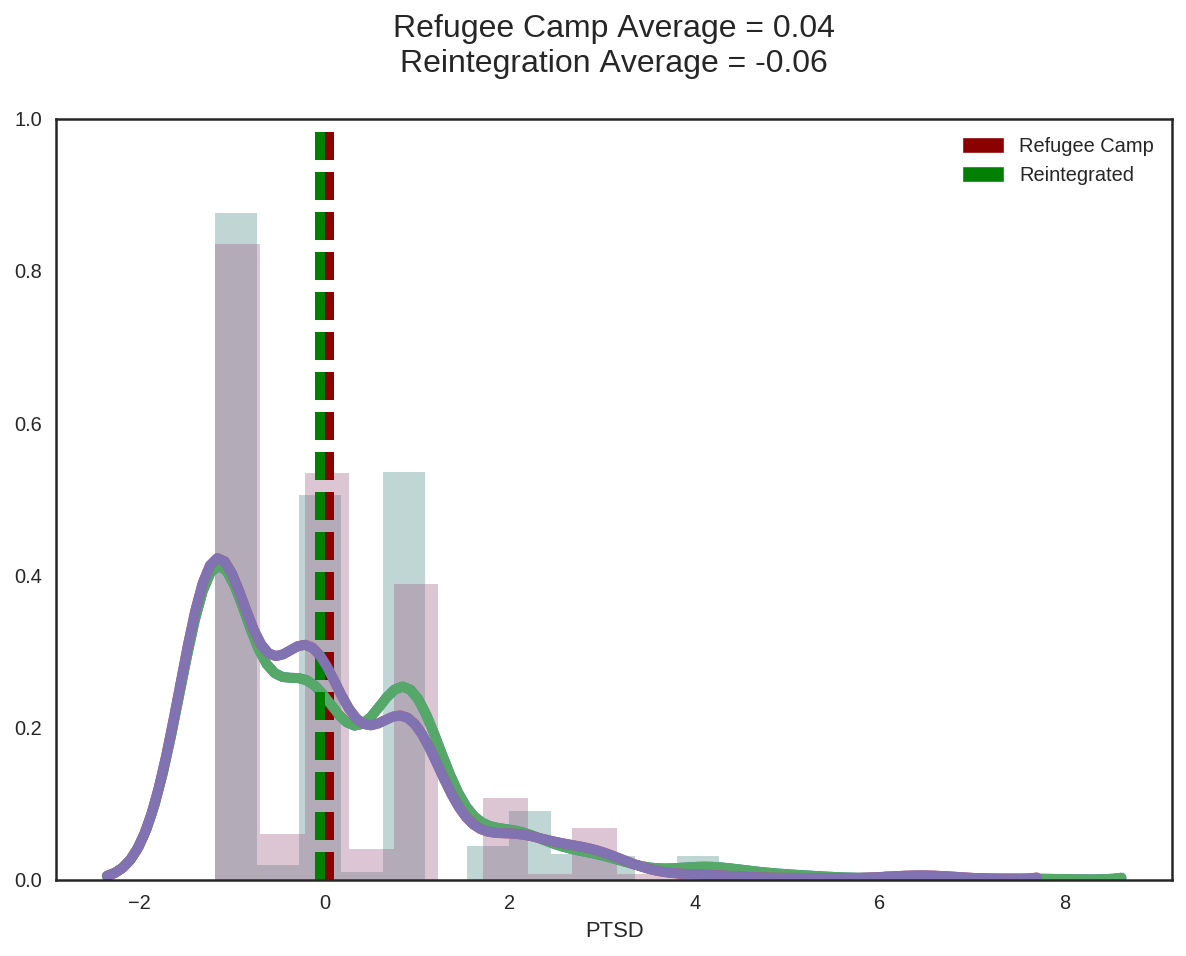 Refugee Camp Average = 0.04
Reintegration Average = -0.06
1.0
0.8
0.6
0.4
0.2
0.0
Refugee Camp
Reintegrated
−2
0
2
4
6
8
PTSD